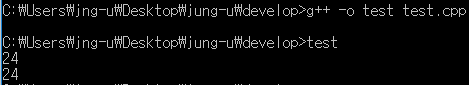 C:₩Users₩jng-u₩Desktop₩jung-u₩develop>g++ -o test test.cpp
C:₩Users₩jng-u₩Desktop₩jung-u₩develop>test
24
24